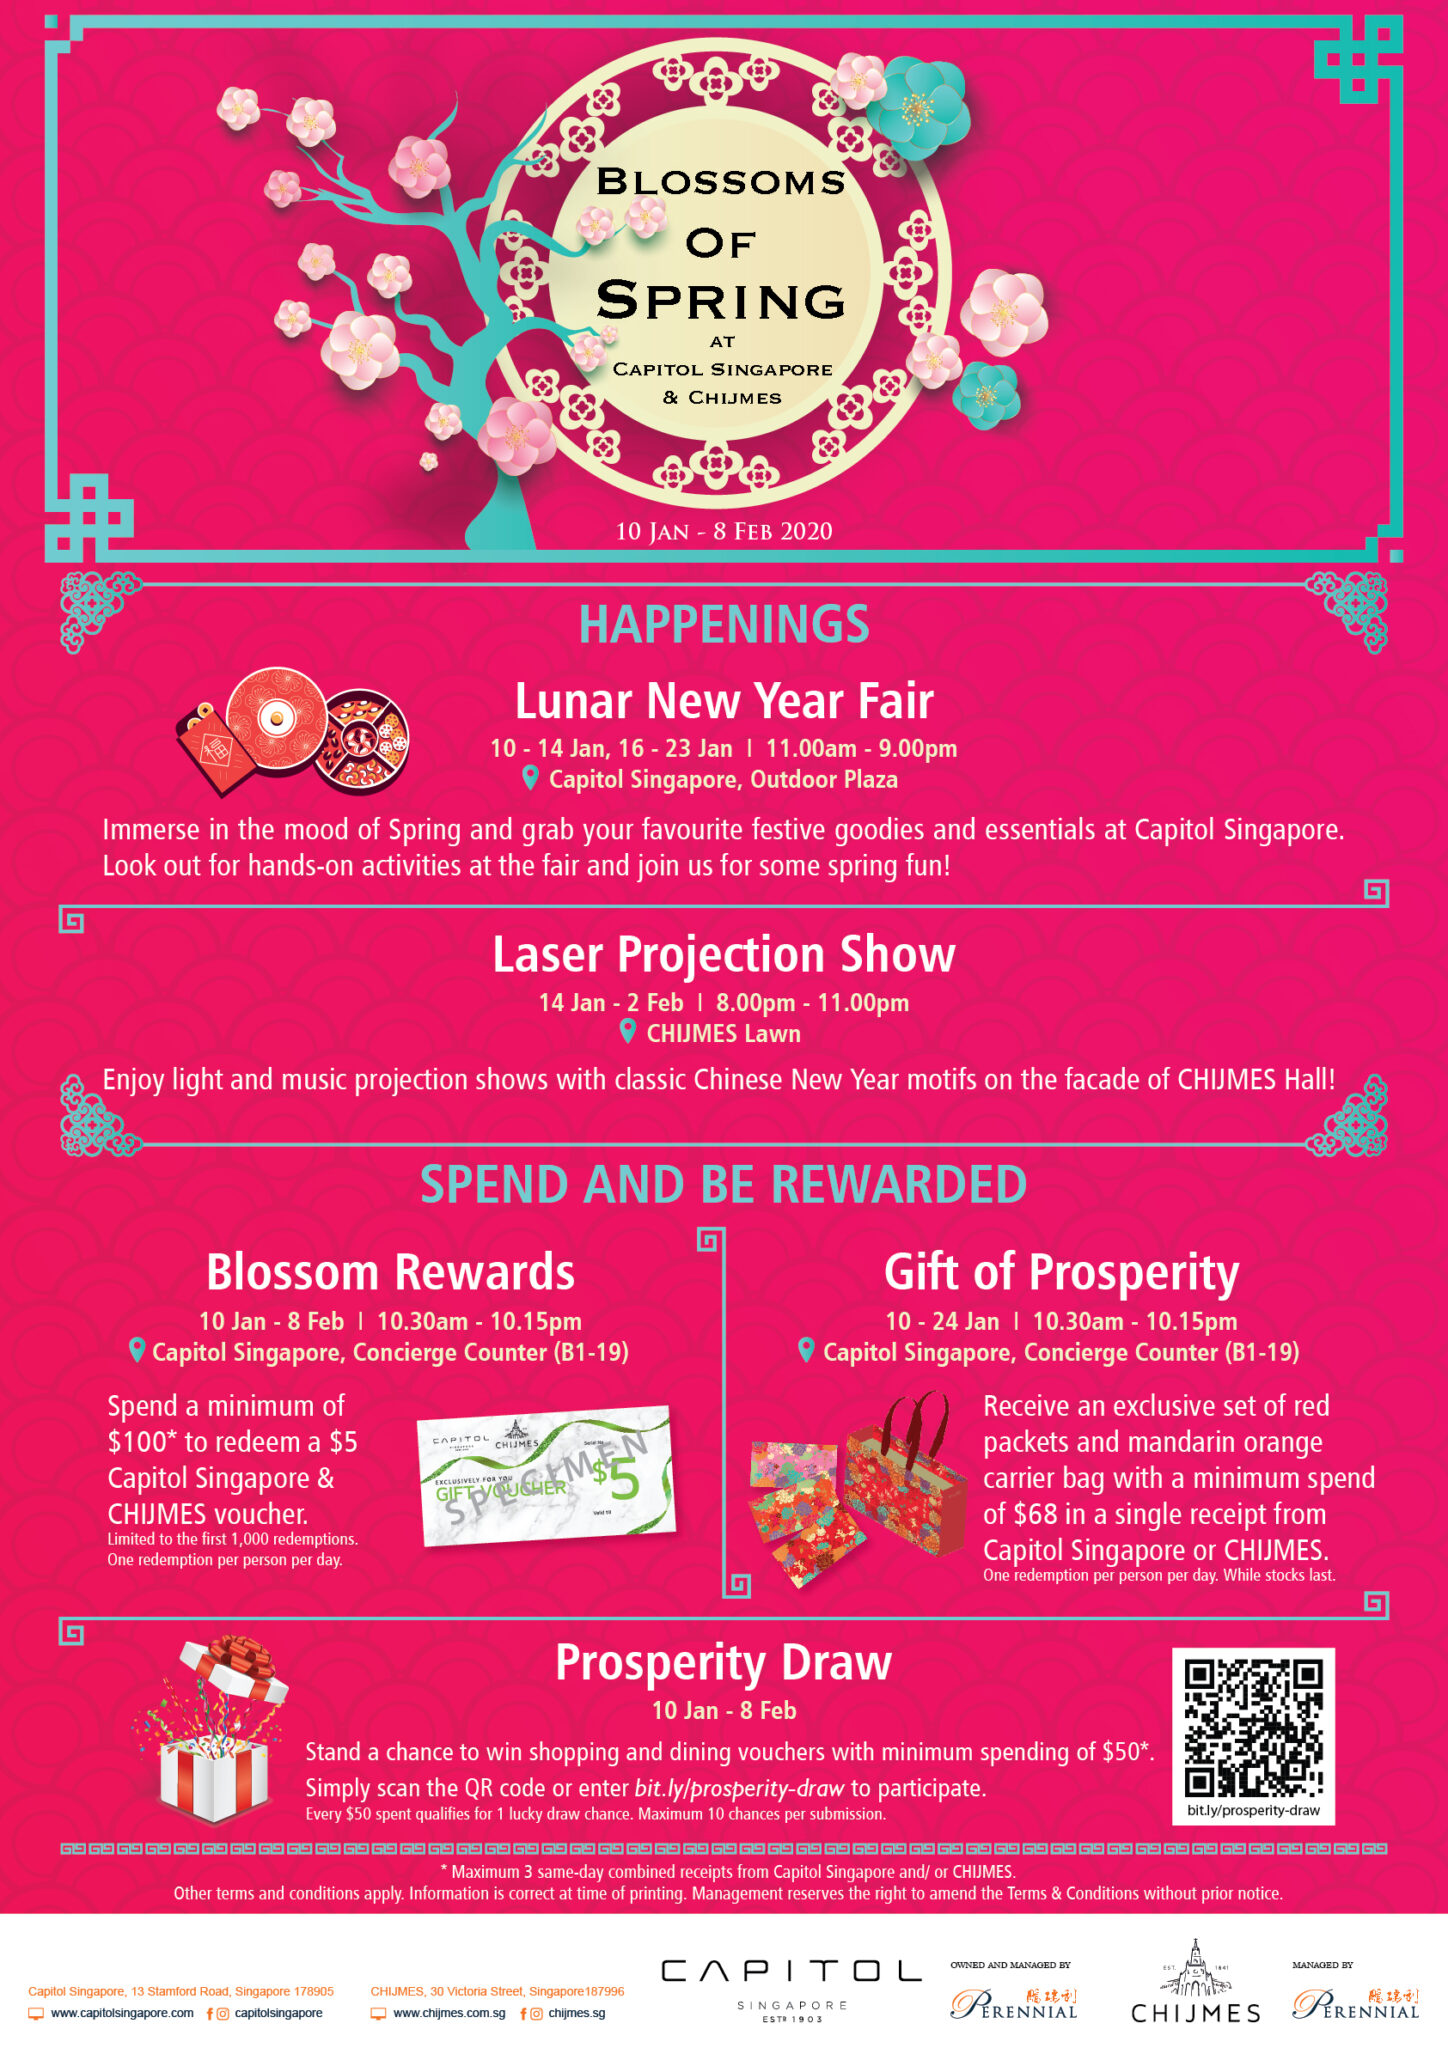 BLOSSOMS
OF
SPRING
AT
CAPITOL SINGAPORE
& CHIJMES
10 JAN - 8 FEB 2020
HAPPENINGS
Lunar New Year Fair
10 - 14 Jan, 16 - 23 Jan | 11.00am - 9.00pm
Capitol Singapore, Outdoor Plaza
Immerse in the mood of Spring and grab your favourite festive goodies and essentials at Capitol Singapore.
Look out for hands-on activities at the fair and join us for some spring fun!
Laser Projection Show
14 Jan - 2 Feb | 8.00pm - 11.00pm
CHIJMES Lawn
Enjoy light and music projection shows with classic Chinese New Year motifs on the facade of CHIJMES Hall!
SPEND AND BE REWARDED
Blossom Rewards
10 Jan - 8 Feb | 10.30am - 10.15pm
Capitol Singapore, Concierge Counter (B1-19)
Spend a minimum of
$100* to redeem a $5
Capitol Singapore &
CHIJMES voucher.
Limited to the first 1,000 redemptions.
One redemption per person per day.
CAPITOL
CHIJMES
Serial No
EXCLUSIVELY FOR YOU
GIFT VOUCHER
$5
Valid till
SPECIMEN
Gift of Prosperity
10 - 24 Jan | 10.30am - 10.15pm
Capitol Singapore, Concierge Counter (B1-19)
Receive an exclusive set of red
packets and mandarin orange
carrier bag with a minimum spend
of $68 in a single receipt from
Capitol Singapore or CHIJMES.
One redemption per person per day. While stocks last.
Prosperity Draw
10 Jan - 8 Feb
Stand a chance to win shopping and dining vouchers with minimum spending of $50*.
Simply scan the QR code or enter bit.ly/prosperity-draw to participate.
Every $50 spent qualifies for 1 lucky draw chance. Maximum 10 chances per submission.
bit.ly/prosperity-draw
* Maximum 3 same-day combined receipts from Capitol Singapore and/ or CHIJMES.
Other terms and conditions apply. Information is correct at time of printing. Management reserves the right to amend the Terms & Conditions without prior notice.
Capitol Singapore, 13 Stamford Road, Singapore 178905
www.capitolsingapore.com capitolsingapore
CHIJMES, 30 Victoria Street, Singapore187996
www.chijmes.com.sg chijmes.sg
CAPITOL
SINGAPORE
ESTD 1903
OWNED AND MANAGED BY
PERENNIAL
EST. 1841
CHIJMES
MANAGED BY
PERENNIAL